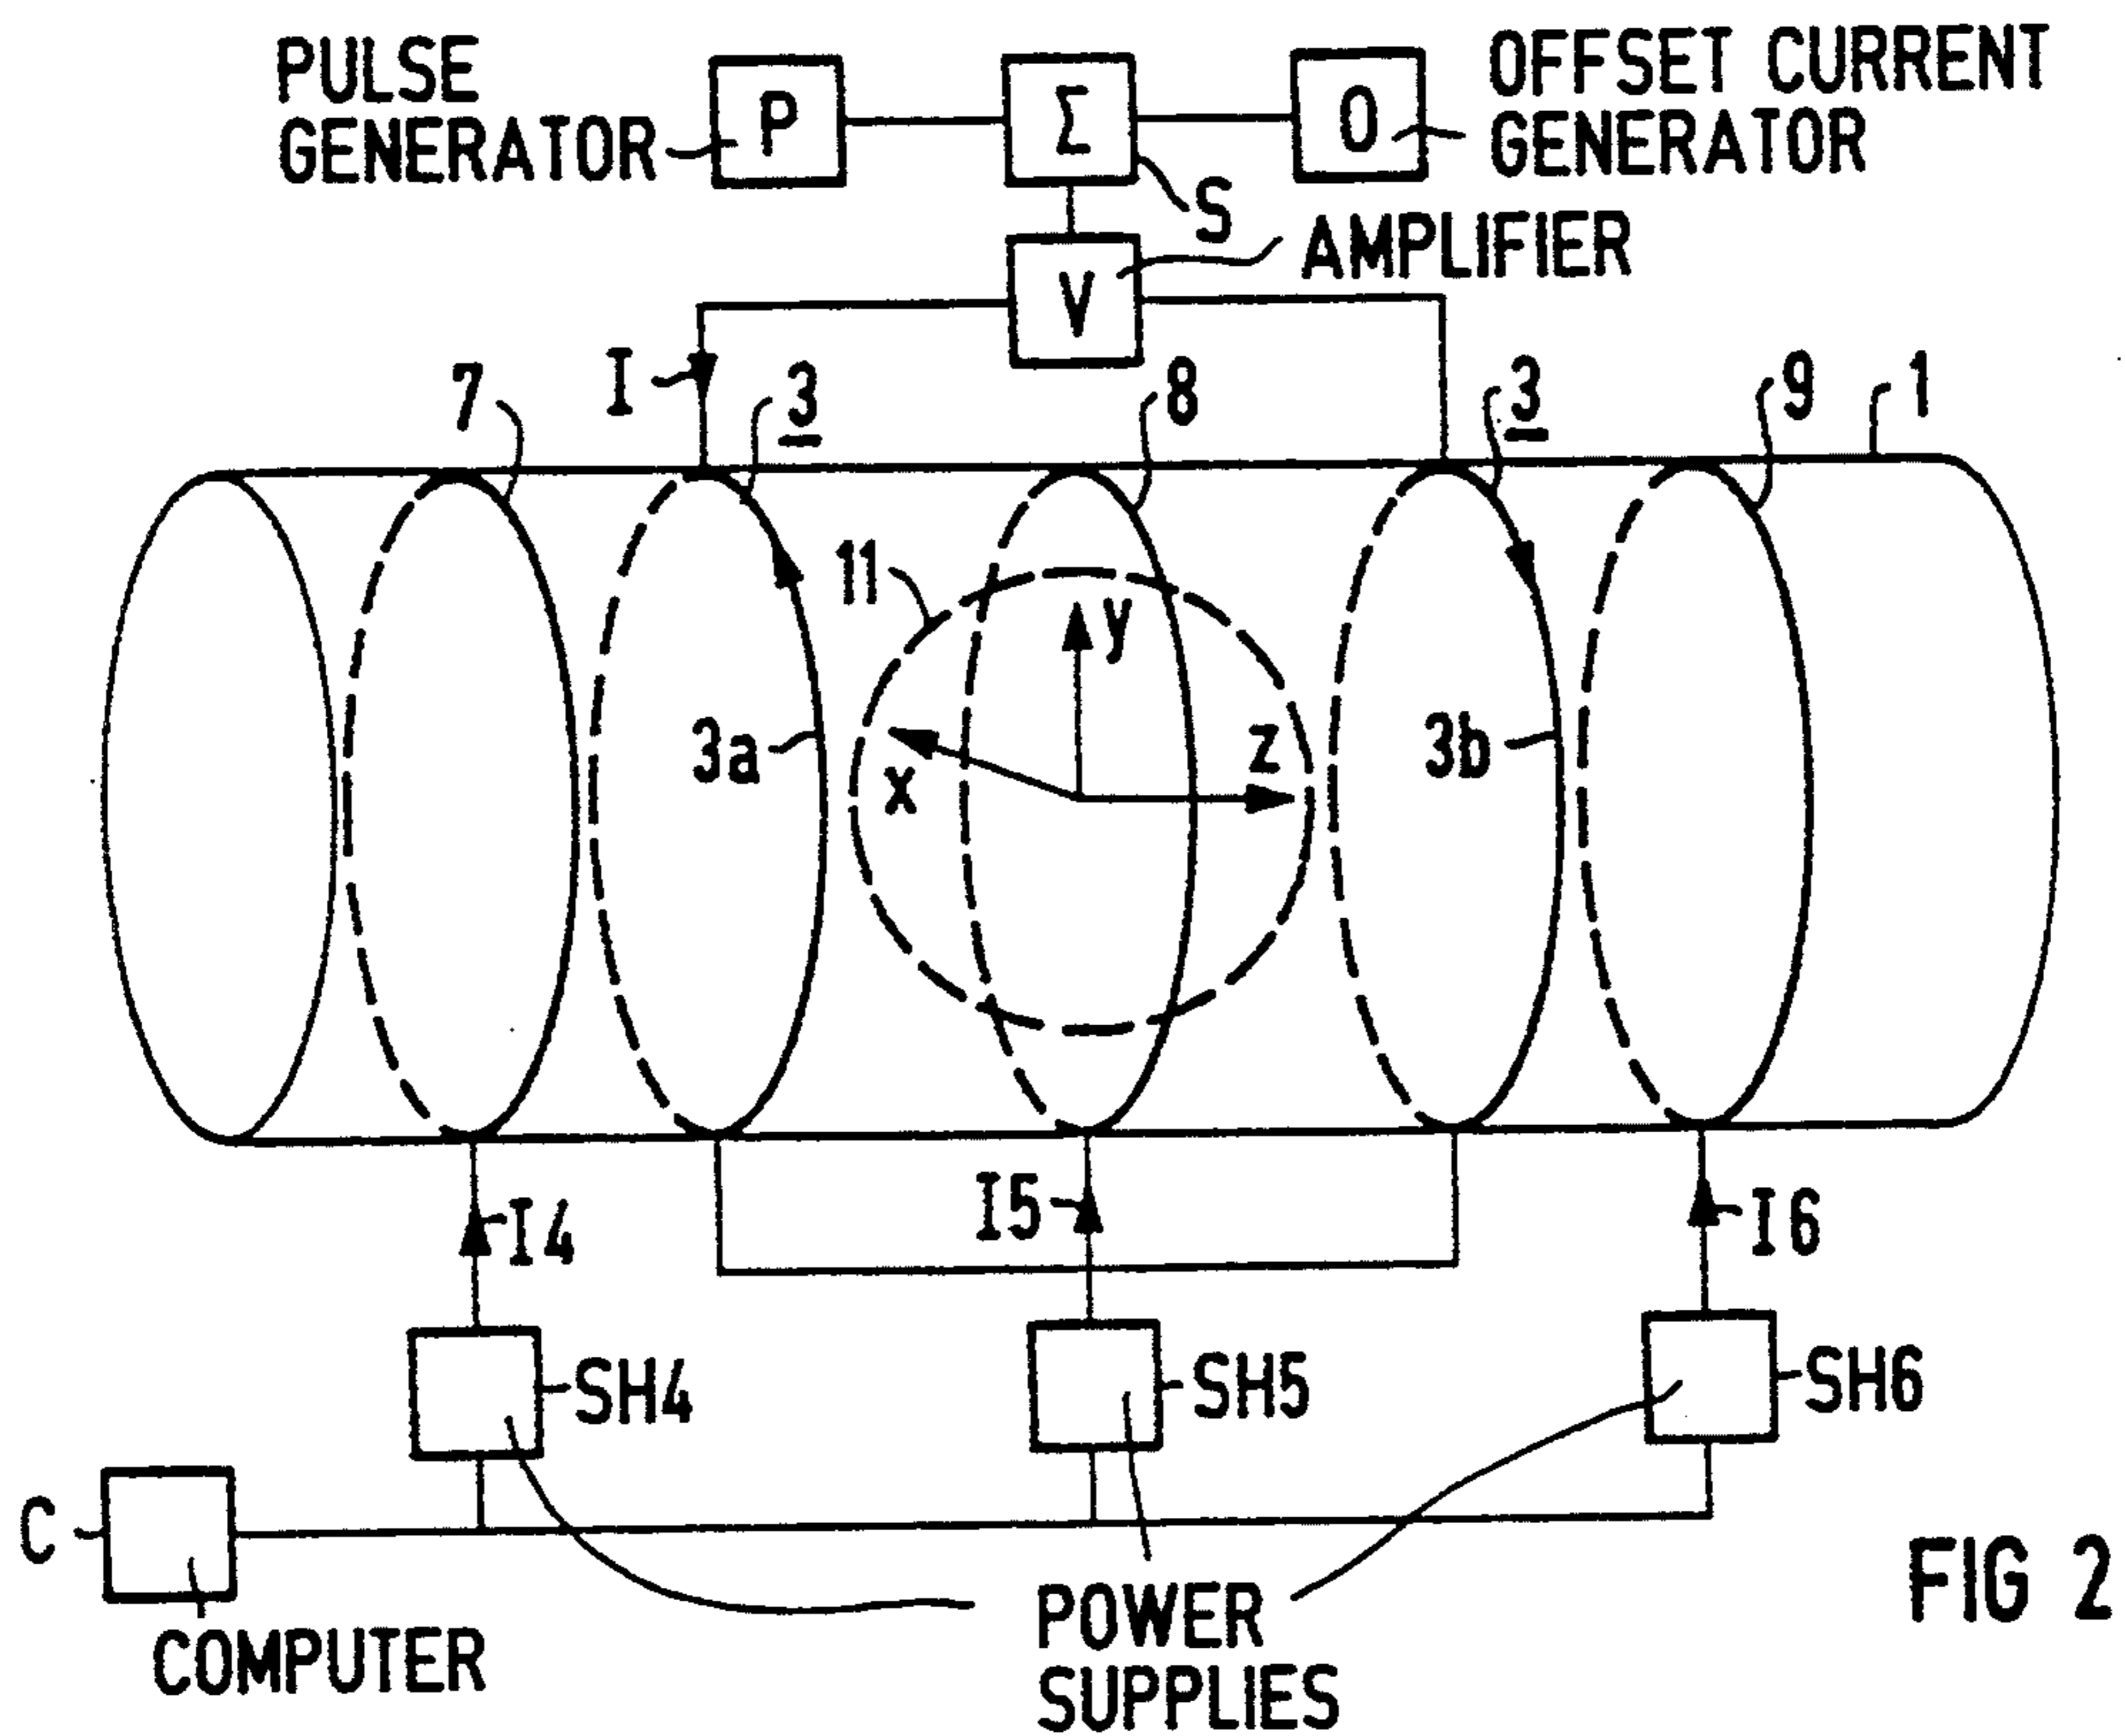 PULSE
GENERATOR
P
Σ
O
OFFSET CURRENT
GENERATOR
S
V
AMPLIFIER
I
7
3
8
3
9
1
11
y
3a
x
z
3b
I4
I5
I6
SH4
SH5
SH6
C
COMPUTER
POWER
SUPPLIES
FIG 2